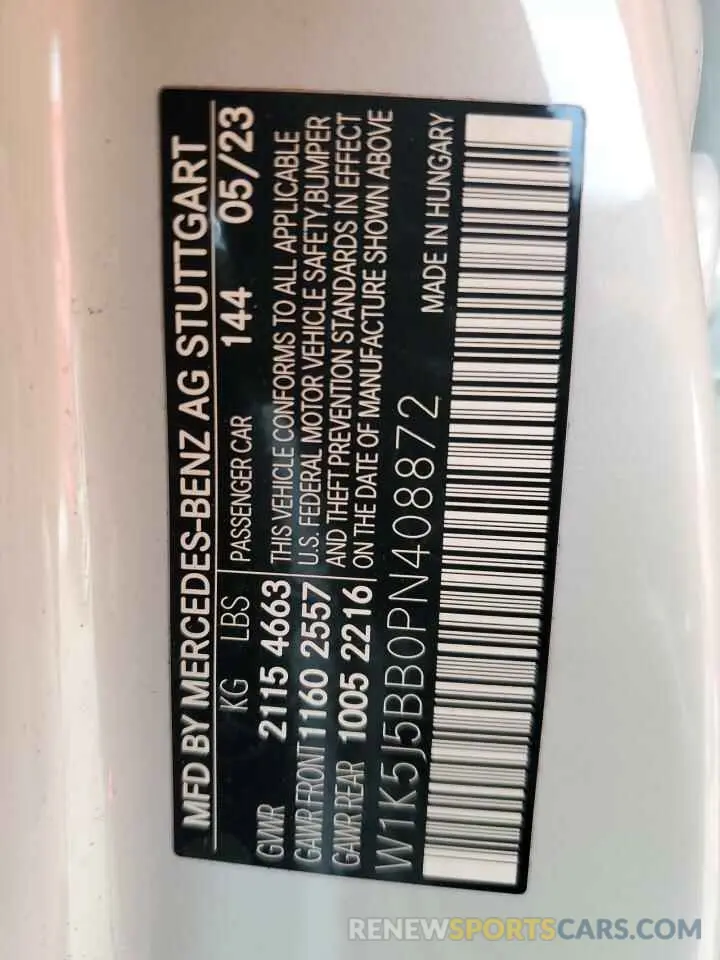 MFD BY MERCEDES-BENZ AG STUTTGART
KG LBS PASSENGER CAR 144 05/23
GVWR 2115 4663 THIS VEHICLE CONFORMS TO ALL APPLICABLE
GAWR FRONT 1160 2557 U.S. FEDERAL MOTOR VEHICLE SAFETY,BUMPER
GAWR REAR 1005 2216 AND THEFT PREVENTION STANDARDS IN EFFECT
ON THE DATE OF MANUFACTURE SHOWN ABOVE
W1K5J5BB0PN408872 MADE IN HUNGARY
RENEWSPORTSCARS.COM